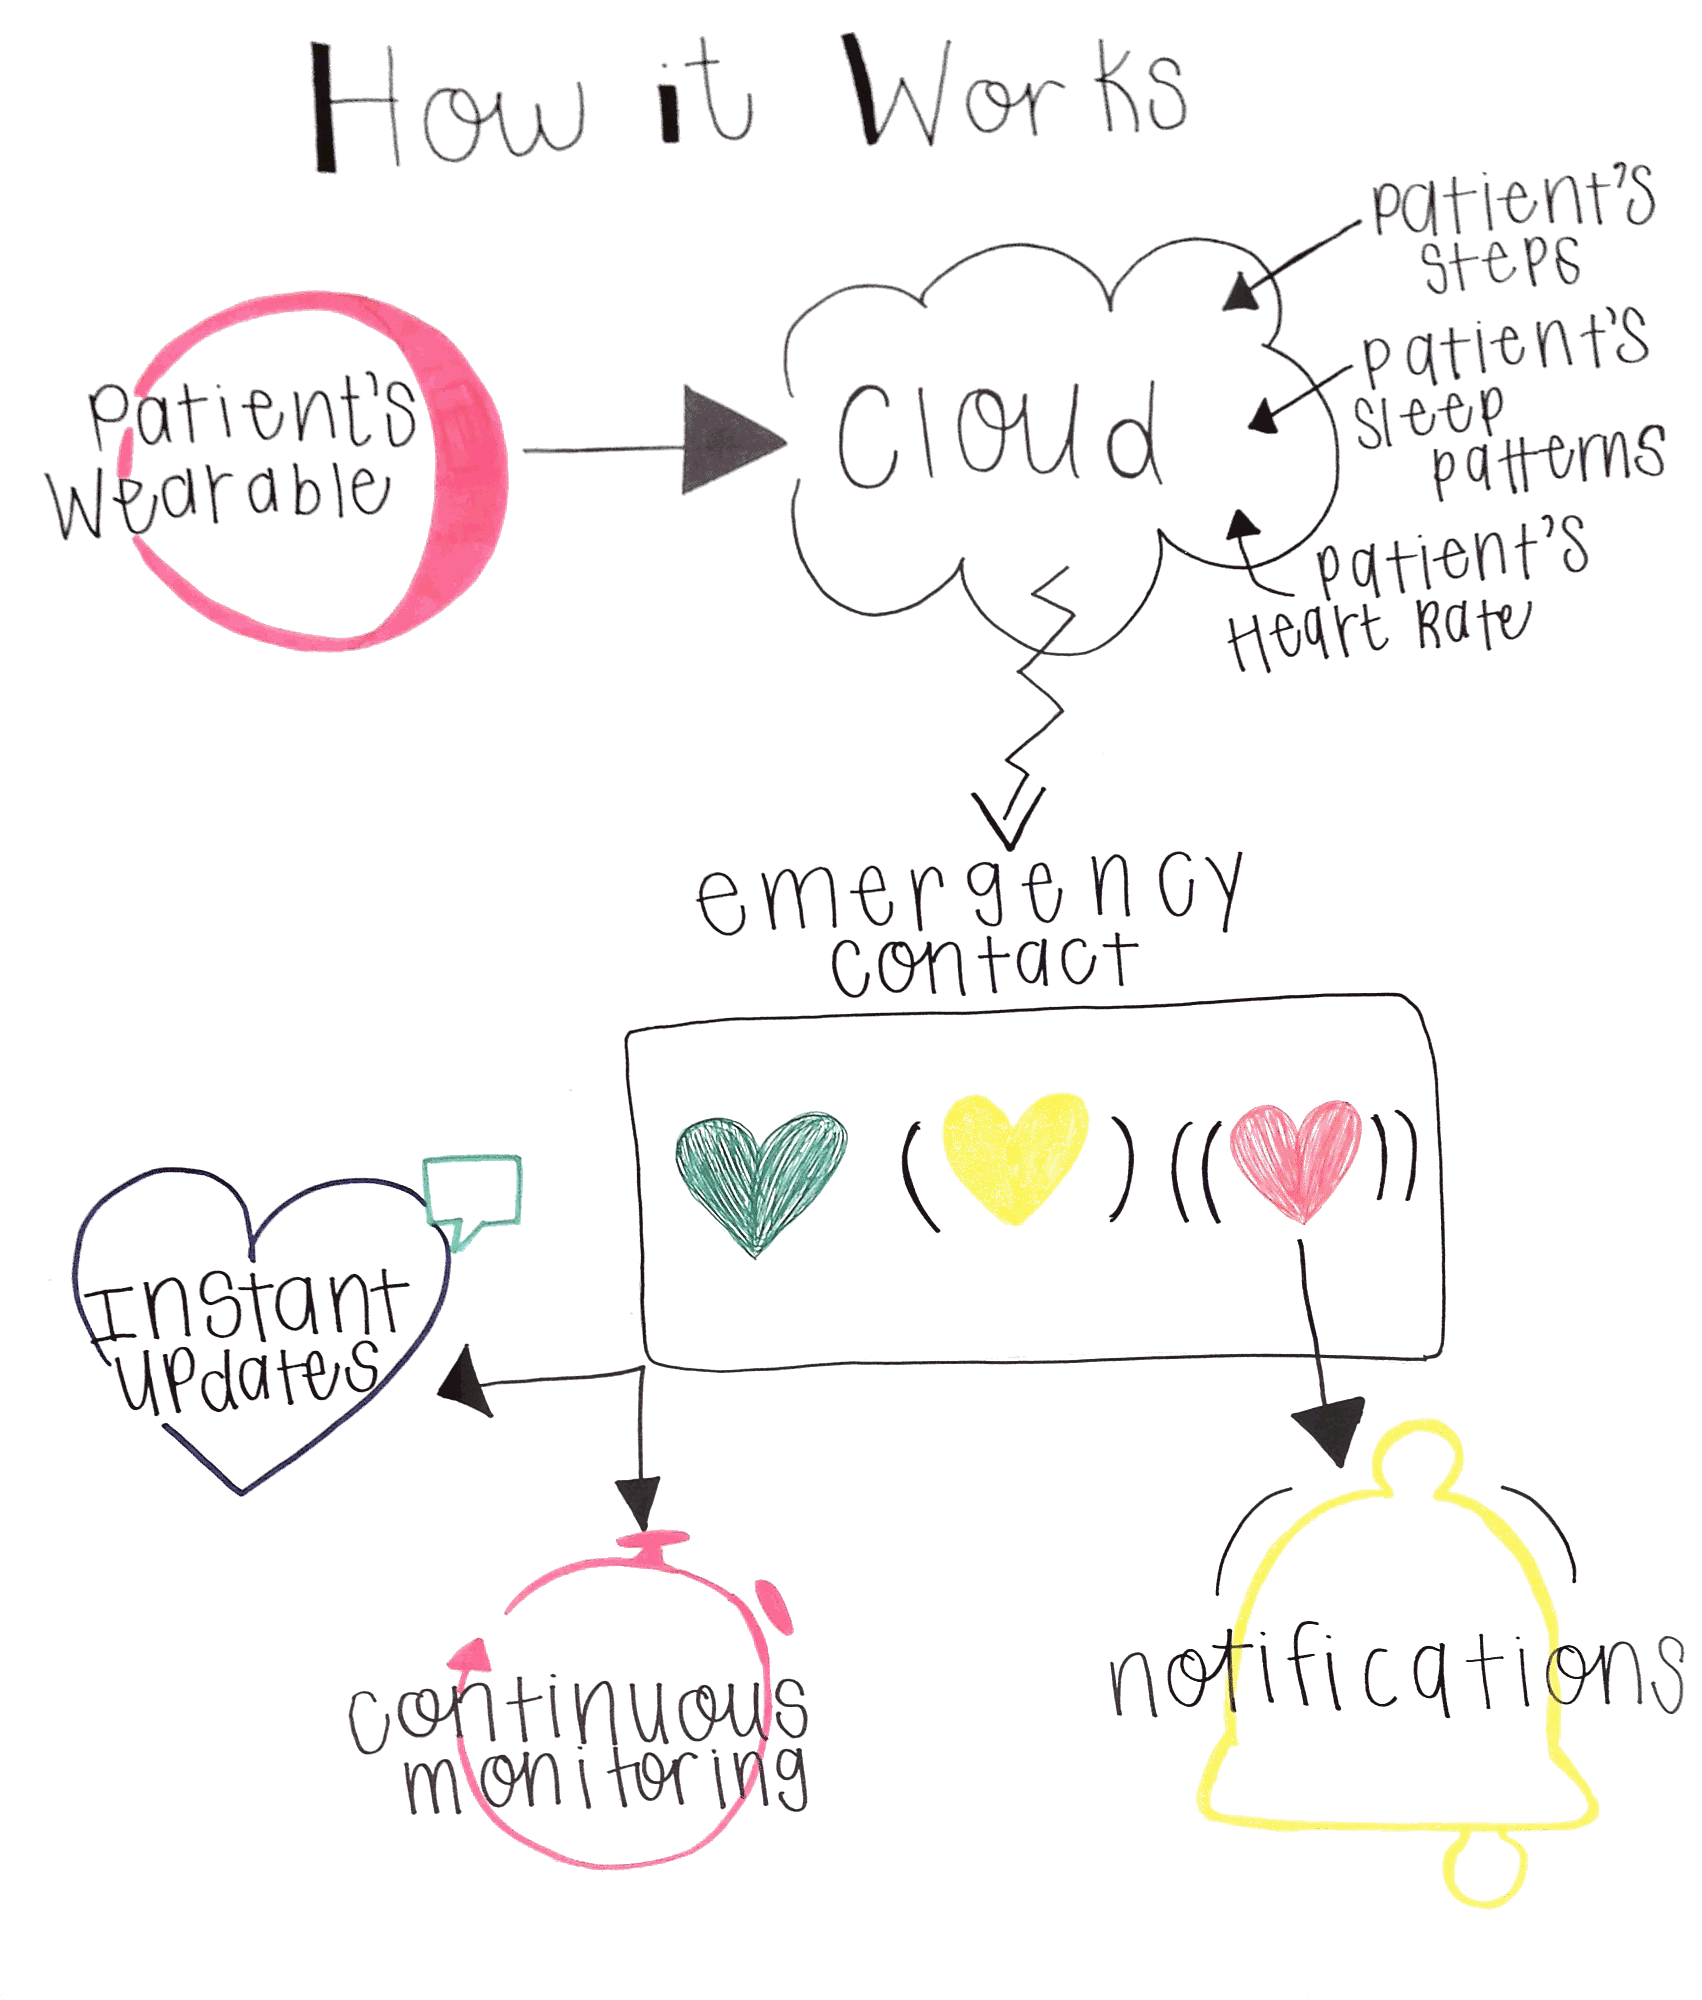 How it Works
patient's
steps
patient's
sleep
patterns
patient's
Heart Rate
Patient's
Wearable
Cloud
emergency
contact
Instant
updates
continuous
monitoring
notifications